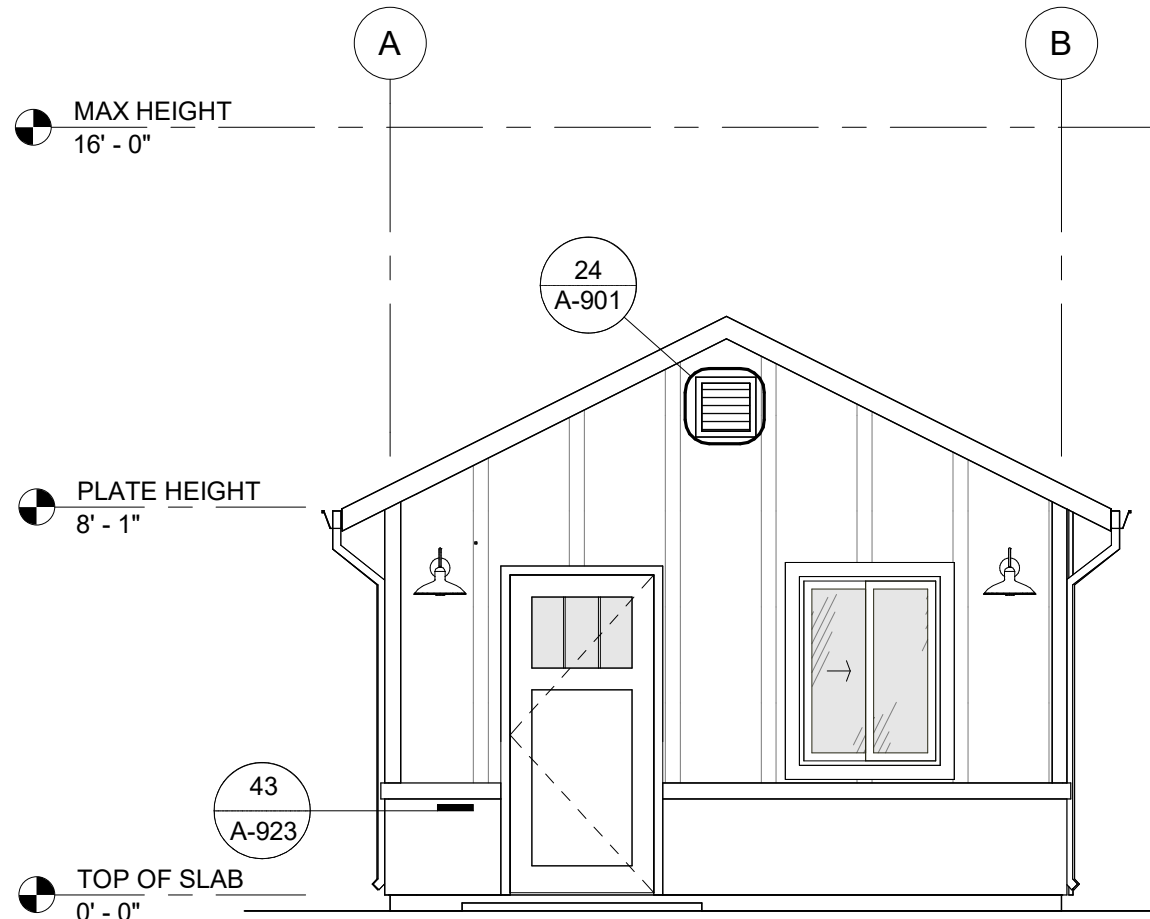 A
B
MAX HEIGHT
16' - 0"
24
A-901
PLATE HEIGHT
8' - 1"
43
A-923
TOP OF SLAB
0' - 0"